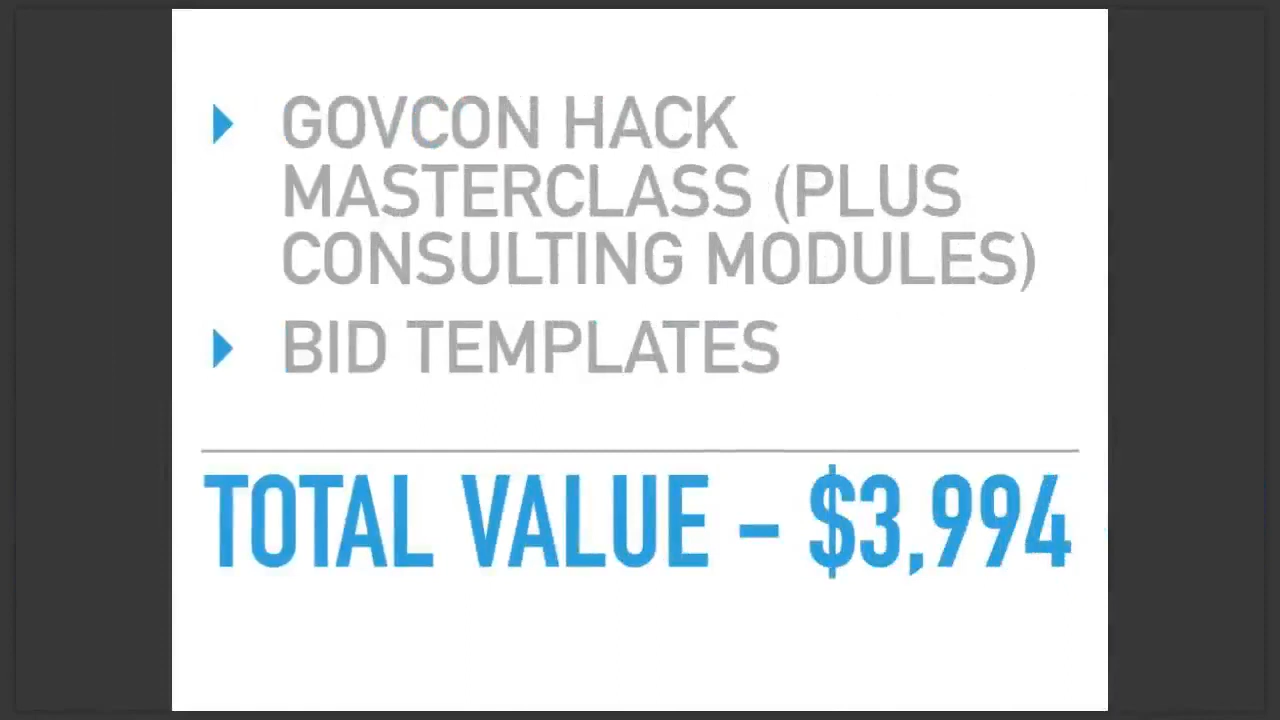 GOVCON HACK
MASTERCLASS (PLUS
CONSULTING MODULES)
BID TEMPLATES
TOTAL VALUE – $3,994